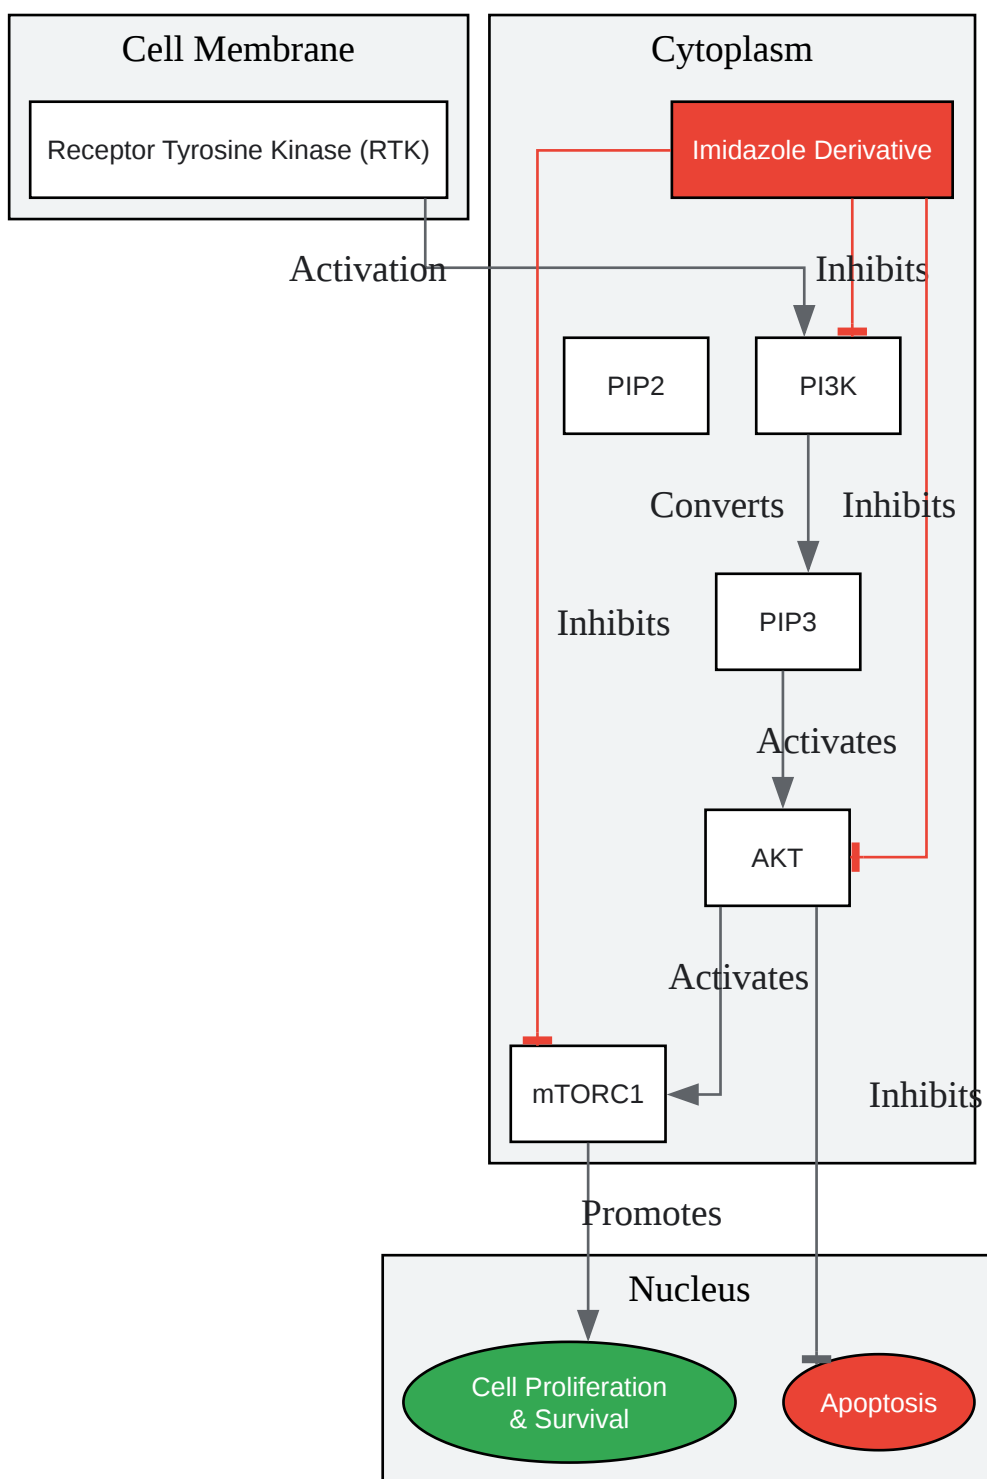 Cell Membrane
Cytoplasm
Receptor Tyrosine Kinase (RTK)
Imidazole Derivative
Activation
Inhibits
PIP2
PI3K
Converts
Inhibits
Inhibits
PIP3
Activates
AKT
Activates
mTORC1
Inhibits
Promotes
Nucleus
Cell Proliferation
& Survival
Apoptosis